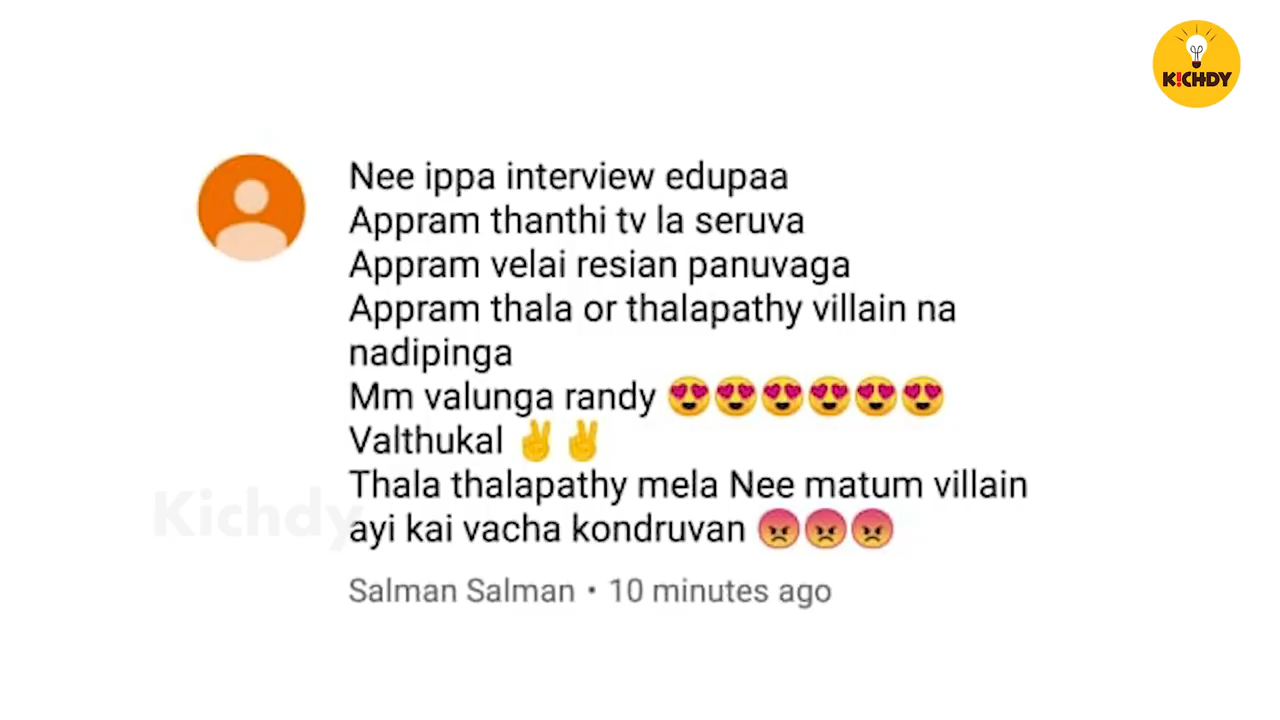 K!CHDY
Nee ippa interview edupaa
Appram thanthi tv la seruva
Appram velai resian panuvaga
Appram thala or thalapathy villain na
nadipinga
Mm valunga randy 😍😍😍😍😍😍
Valthukal ✌️✌️
Thala thalapathy mela Nee matum villain
Kichdy
ayi kai vacha kondruvan 😡😡😡
Salman Salman • 10 minutes ago